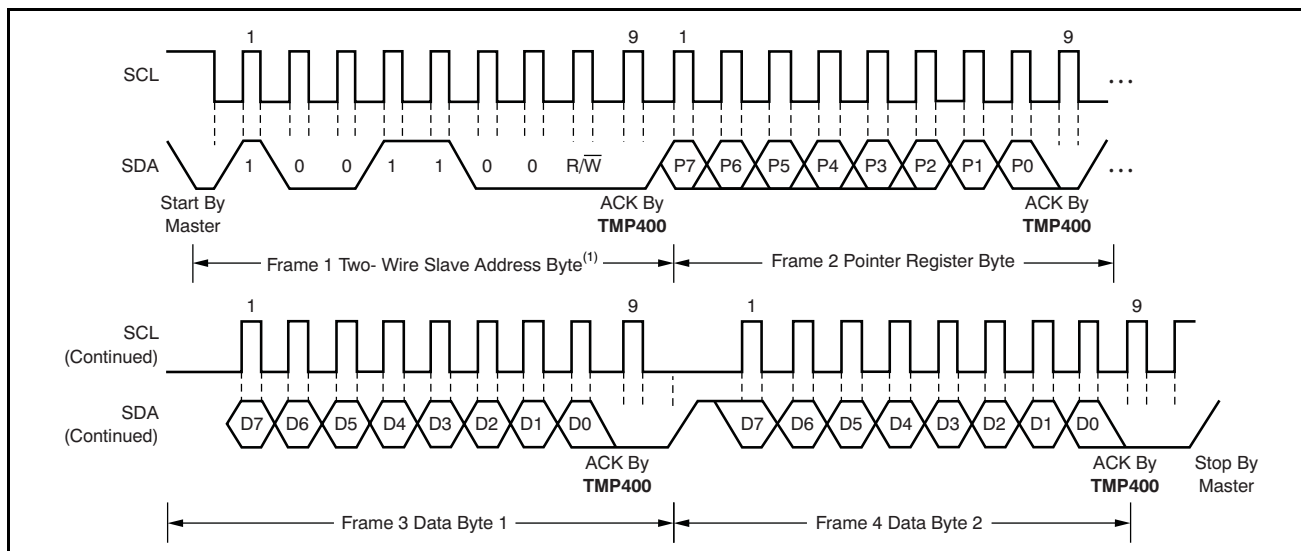 1 9 1 9
SCL ...
SDA 1 0 0 1 1 0 0 R/W̅ P7 P6 P5 P4 P3 P2 P1 P0 ...
Start By Master ACK By TMP400 ACK By TMP400
Frame 1 Two- Wire Slave Address Byte(1) Frame 2 Pointer Register Byte
1 9 1 9
SCL (Continued)
SDA (Continued) D7 D6 D5 D4 D3 D2 D1 D0 D7 D6 D5 D4 D3 D2 D1 D0
ACK By TMP400 ACK By TMP400 Stop By Master
Frame 3 Data Byte 1 Frame 4 Data Byte 2